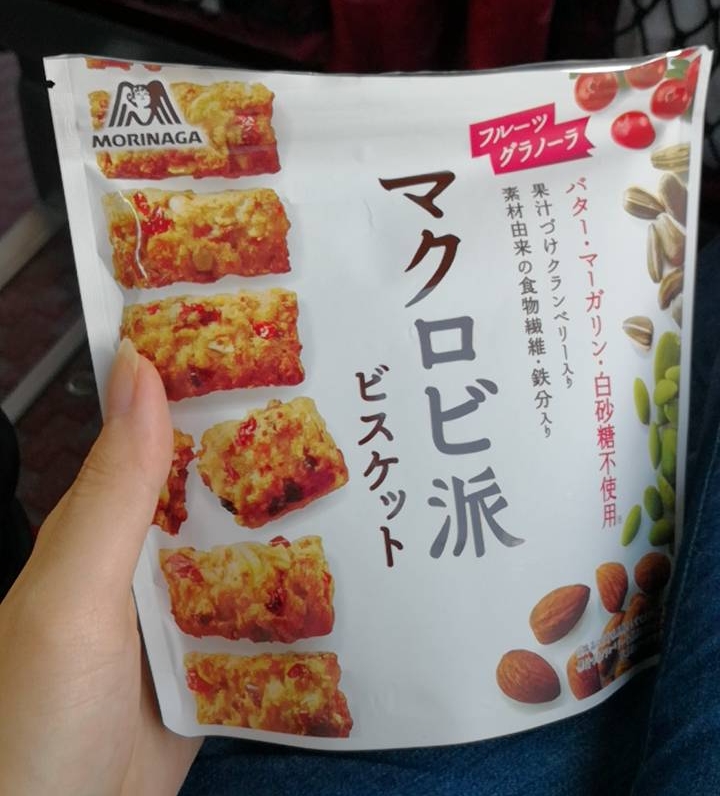 MORINAGA
フルーツ
グラノーラ
バター・マーガリン・白砂糖不使用※
果汁づけクランベリー入り
素材由来の食物繊維・鉄分入り
マクロビ派
ビスケット